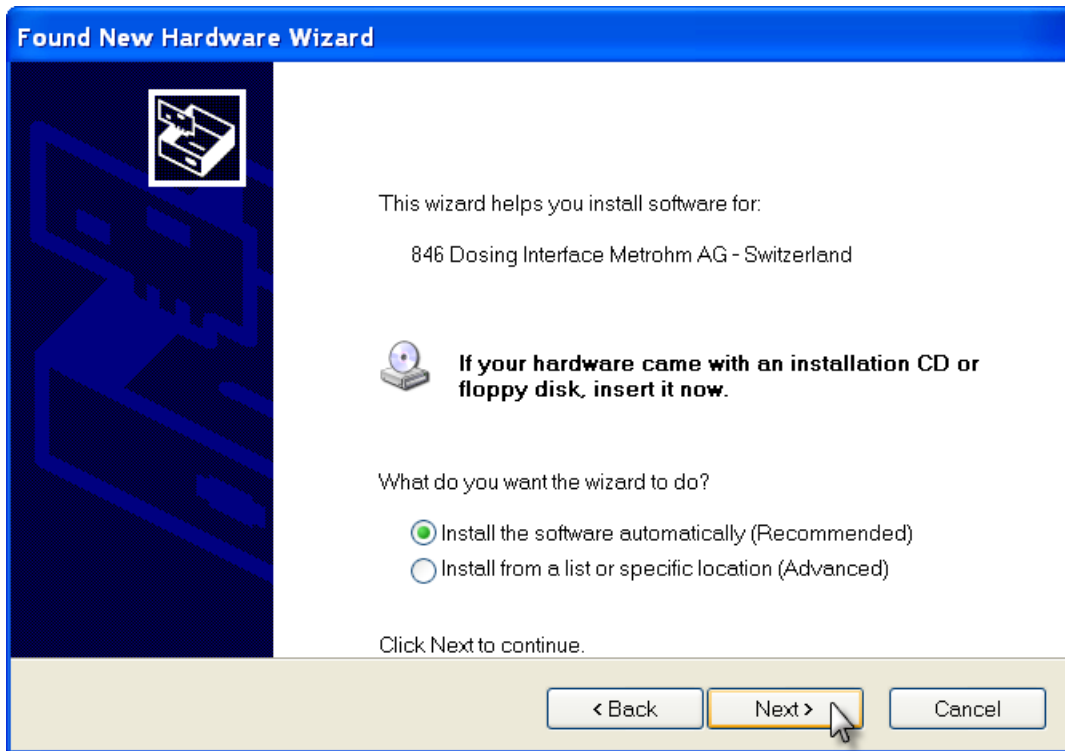 Found New Hardware Wizard
This wizard helps you install software for:
846 Dosing Interface Metrohm AG - Switzerland
If your hardware came with an installation CD or
floppy disk, insert it now.
What do you want the wizard to do?
Install the software automatically (Recommended)
Install from a list or specific location (Advanced)
Click Next to continue.
< Back Next > Cancel